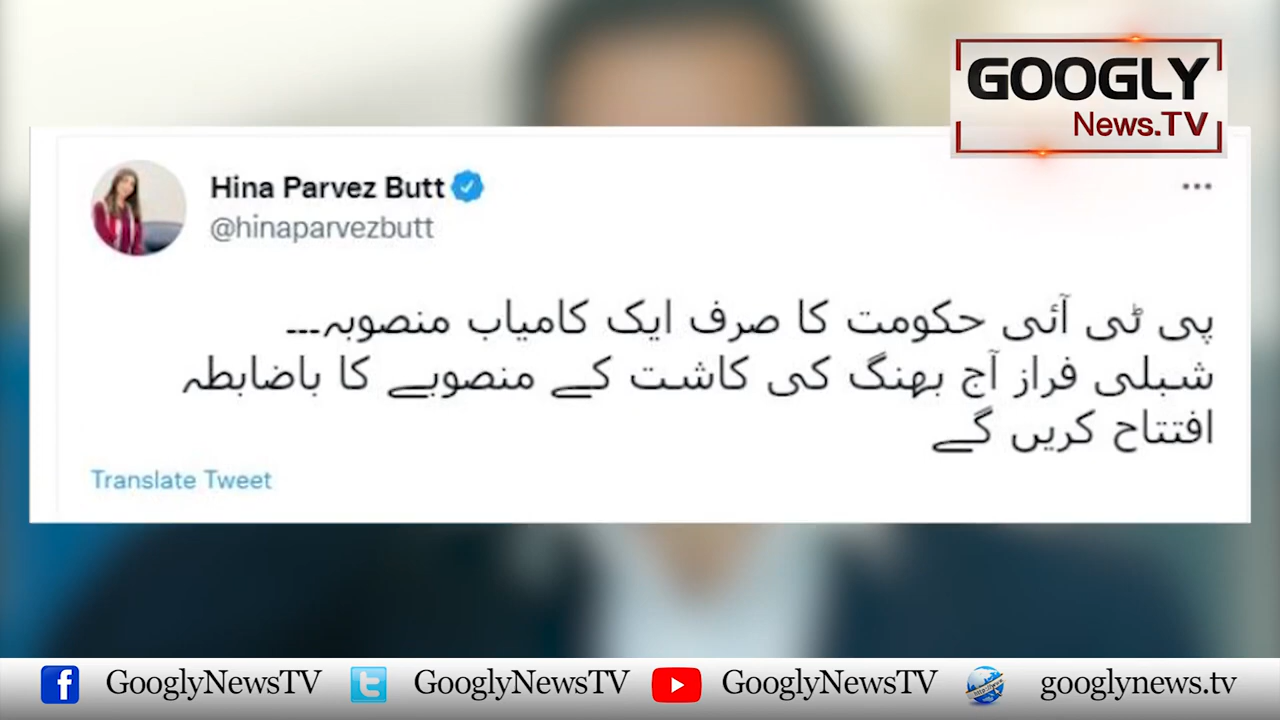 GOOGLY
News.TV
Hina Parvez Butt
@hinaparvezbutt
پی ٹی آئی حکومت کا صرف ایک کامیاب منصوبہ۔۔۔
شبلی فراز آج بھنگ کی کاشت کے منصوبے کا باضابطہ
افتتاح کریں گے
Translate Tweet
GooglyNewsTV GooglyNewsTV GooglyNewsTV googlynews.tv